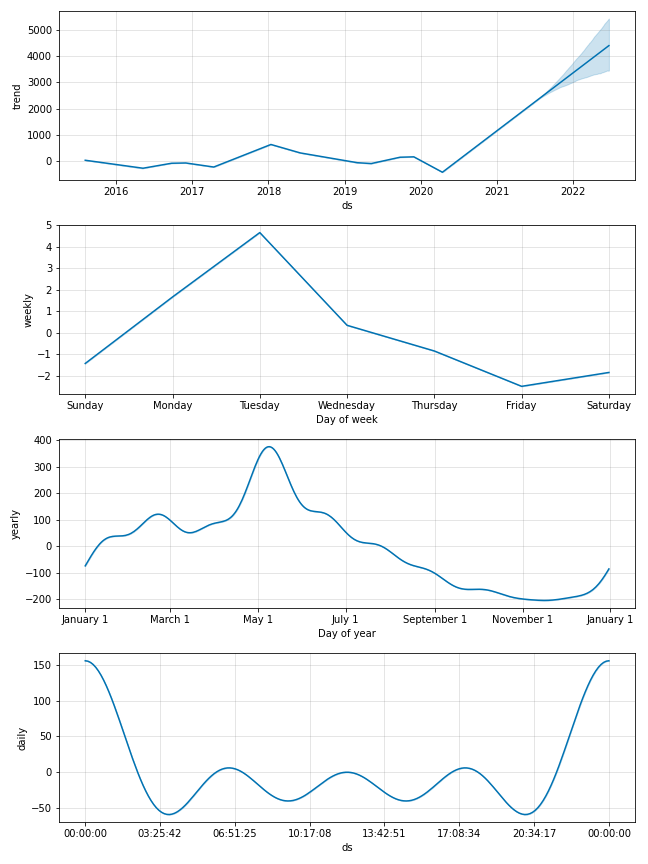 5000
4000
3000
2000
1000
0
trend
2016 2017 2018 2019 2020 2021 2022
ds
5
4
3
2
1
0
−1
−2
weekly
Sunday Monday Tuesday Wednesday Thursday Friday Saturday
Day of week
400
300
200
100
0
−100
−200
yearly
January 1 March 1 May 1 July 1 September 1 November 1 January 1
Day of year
150
100
50
0
−50
daily
00:00:00 03:25:42 06:51:25 10:17:08 13:42:51 17:08:34 20:34:17 00:00:00
ds